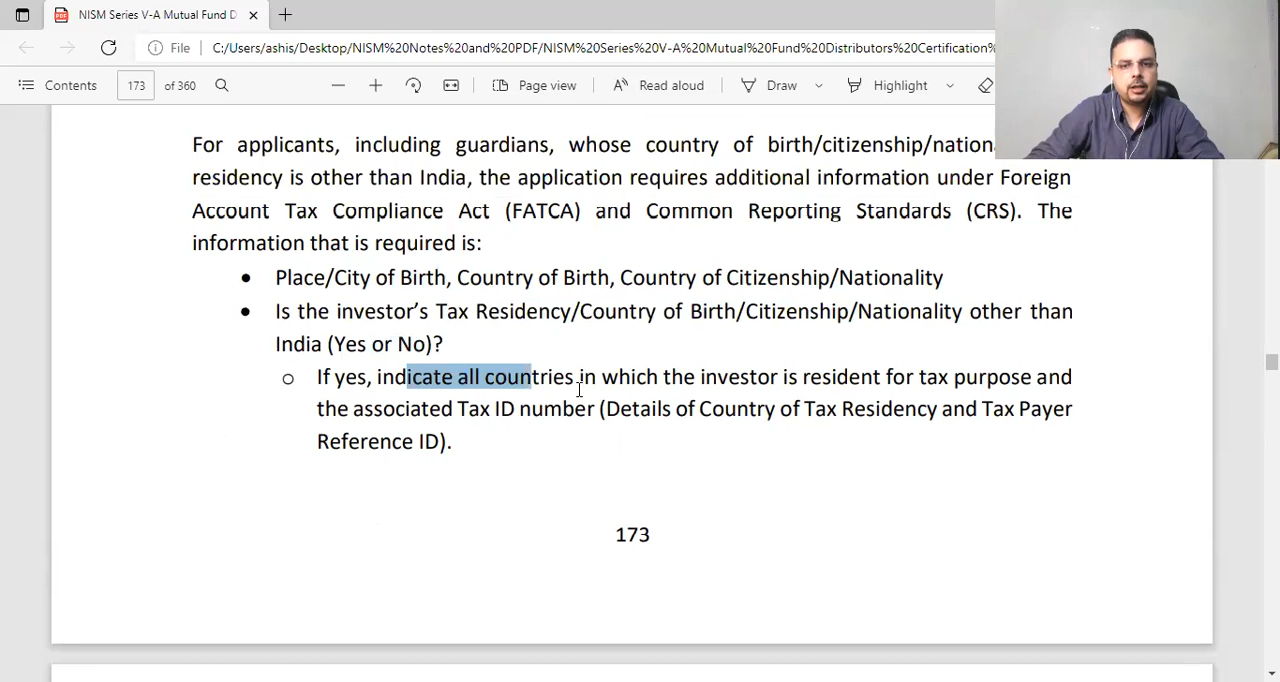 NISM Series V-A Mutual Fund D
File
C:/Users/ashis/Desktop/NISM%20Notes%20and%20PDF/NISM%20Series%20V-A%20Mutual%20Fund%20Distributors%20Certification%
Contents
173 of 360
Page view
Read aloud
Draw
Highlight
For applicants, including guardians, whose country of birth/citizenship/nationa
residency is other than India, the application requires additional information under Foreign
Account Tax Compliance Act (FATCA) and Common Reporting Standards (CRS). The
information that is required is:
• Place/City of Birth, Country of Birth, Country of Citizenship/Nationality
• Is the investor's Tax Residency/Country of Birth/Citizenship/Nationality other than
India (Yes or No)?
o If yes, indicate all countries in which the investor is resident for tax purpose and
the associated Tax ID number (Details of Country of Tax Residency and Tax Payer
Reference ID).
173